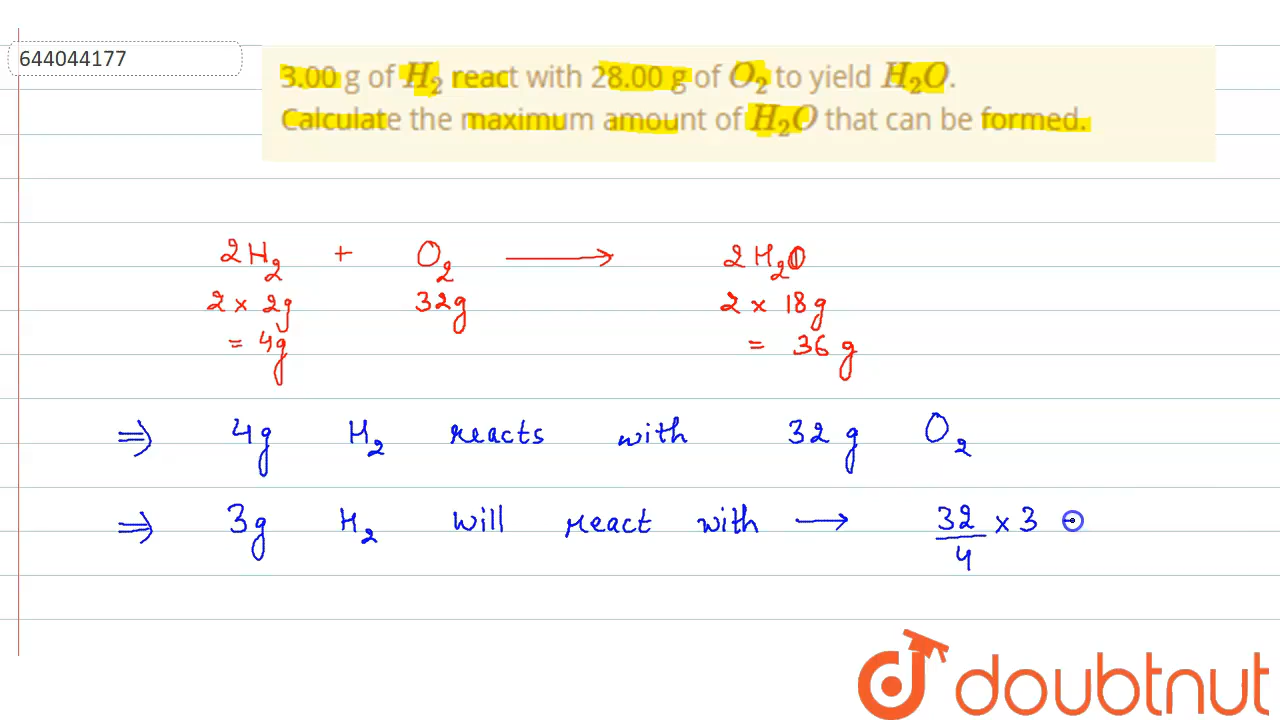 644044177
3.00 g of H₂ react with 28.00 g of O₂ to yield H₂O.
Calculate the maximum amount of H₂O that can be formed.
2H₂ + O₂ ⟶ 2H₂O
2 × 2g 32g 2 × 18g
= 4g = 36 g
⇒ 4g H₂ reacts with 32 g O₂
⇒ 3g H₂ will react with ⟶ 32/4 × 3 =
doubtnut